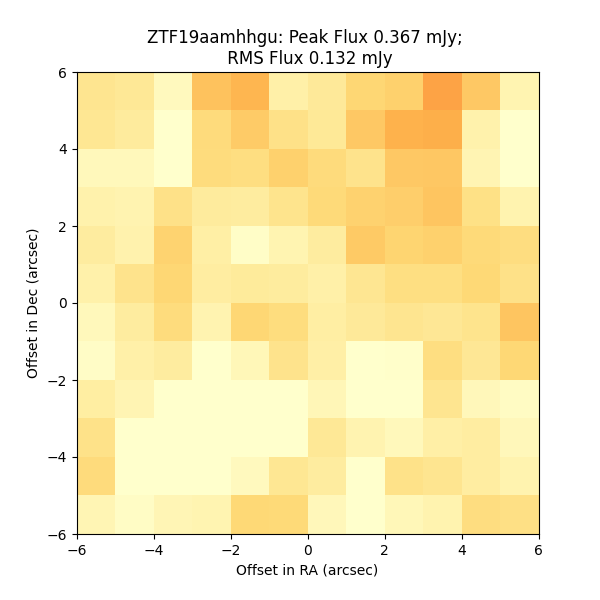 ZTF19aamhhgu: Peak Flux 0.367 mJy;
RMS Flux 0.132 mJy
6
4
2
0
−2
−4
−6
Offset in Dec (arcsec)
−6 −4 −2 0 2 4 6
Offset in RA (arcsec)